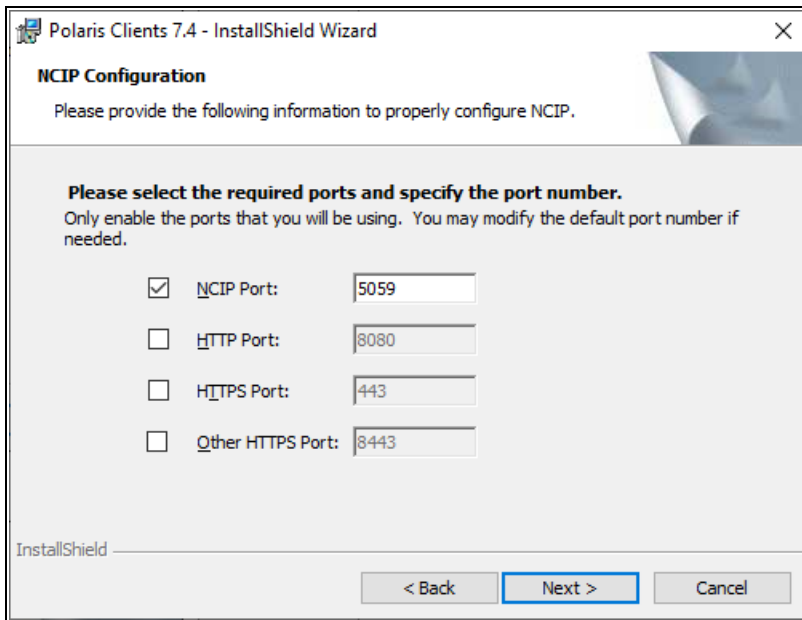 Polaris Clients 7.4 - InstallShield Wizard
NCIP Configuration
Please provide the following information to properly configure NCIP.
Please select the required ports and specify the port number.
Only enable the ports that you will be using. You may modify the default port number if
needed.
NCIP Port: 5059
HTTP Port: 8080
HTTPS Port: 443
Other HTTPS Port: 8443
InstallShield
< Back Next > Cancel